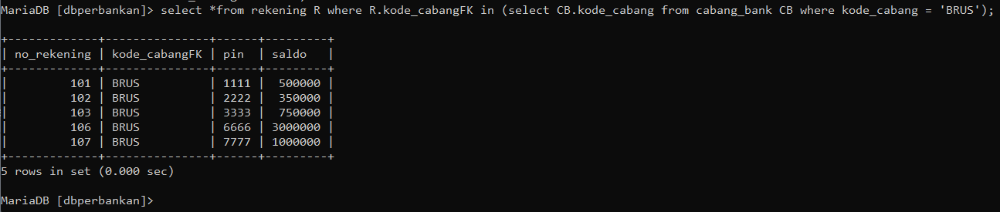 MariaDB [dbperbankan]> select *from rekening R where R.kode_cabangFK in (select CB.kode_cabang from cabang_bank CB where kode_cabang = 'BRUS');
+-------------+---------------+------+---------+
| no_rekening | kode_cabangFK | pin  | saldo   |
+-------------+---------------+------+---------+
|         101 | BRUS          | 1111 |  500000 |
|         102 | BRUS          | 2222 |  350000 |
|         103 | BRUS          | 3333 |  750000 |
|         106 | BRUS          | 6666 | 3000000 |
|         107 | BRUS          | 7777 | 1000000 |
+-------------+---------------+------+---------+
5 rows in set (0.000 sec)
MariaDB [dbperbankan]>